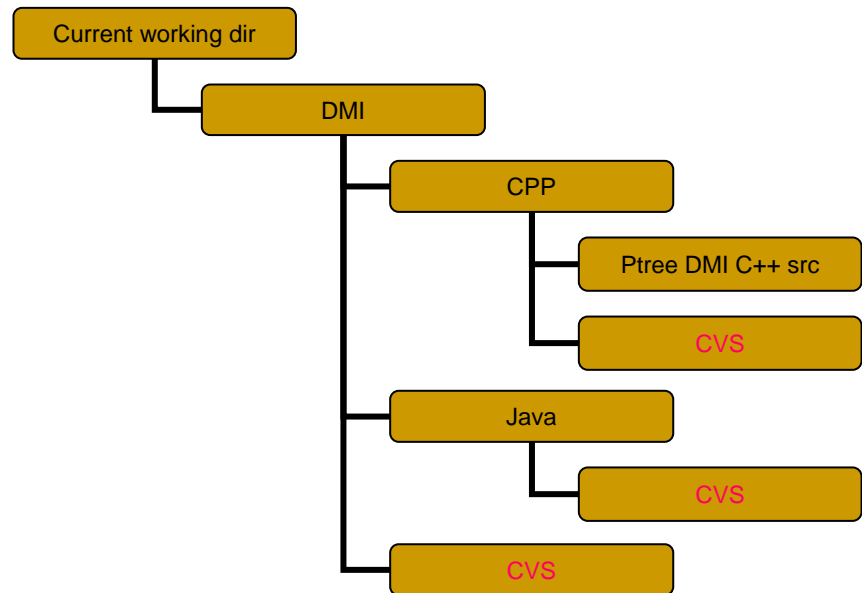 Current working dir
DMI
CPP
Ptree DMI C++ src
CVS
Java
CVS
CVS